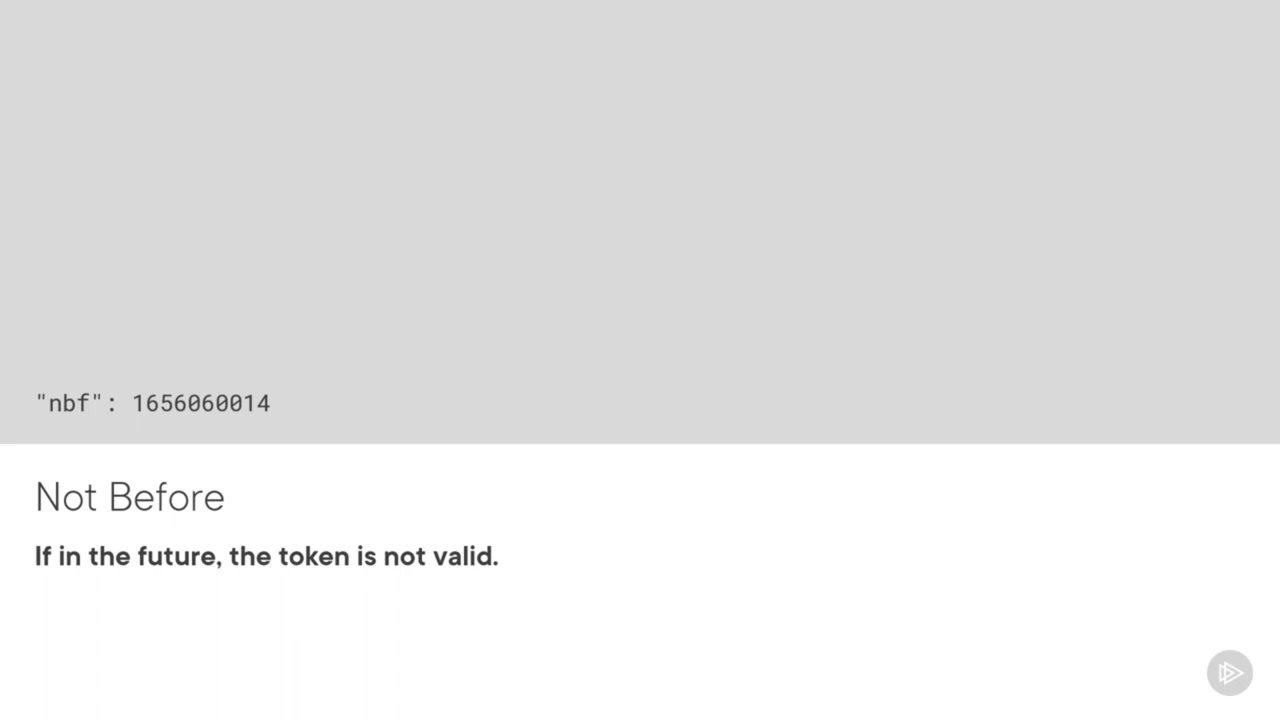 "nbf": 1656060014
Not Before
If in the future, the token is not valid.